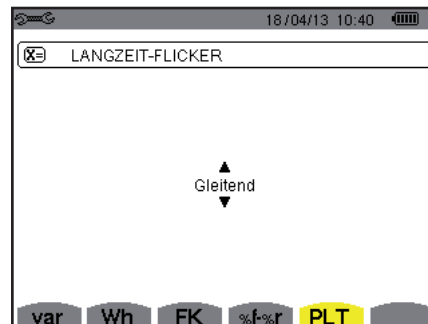 18/04/13 10:40
X= LANGZEIT-FLICKER
Gleitend
var Wh FK %f-%r PLT